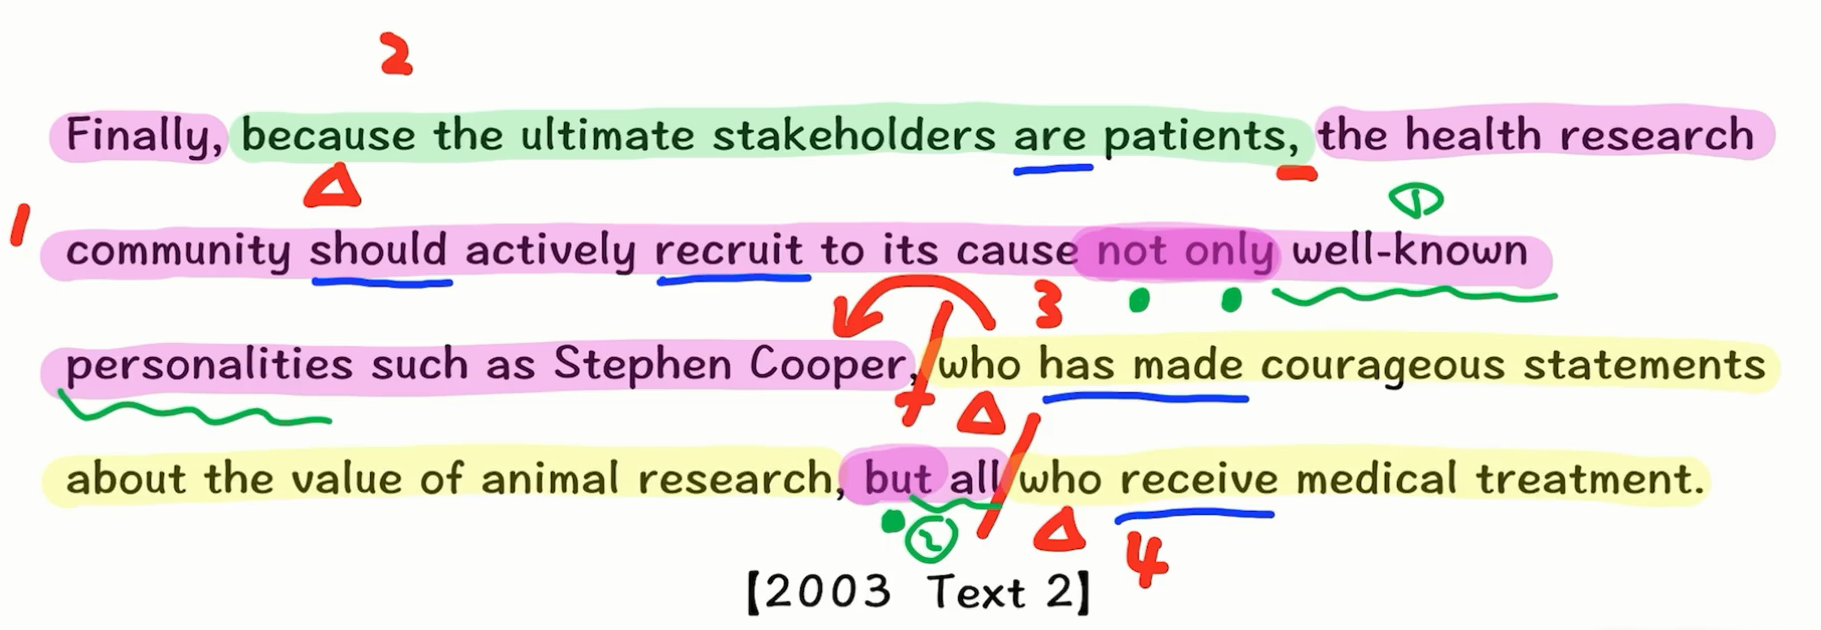 2
Finally, because the ultimate stakeholders are patients, the health research
1
community should actively recruit to its cause not only well-known
①
3
personalities such as Stephen Cooper, who has made courageous statements
about the value of animal research, but all who receive medical treatment.
②
4
【2003 Text 2】